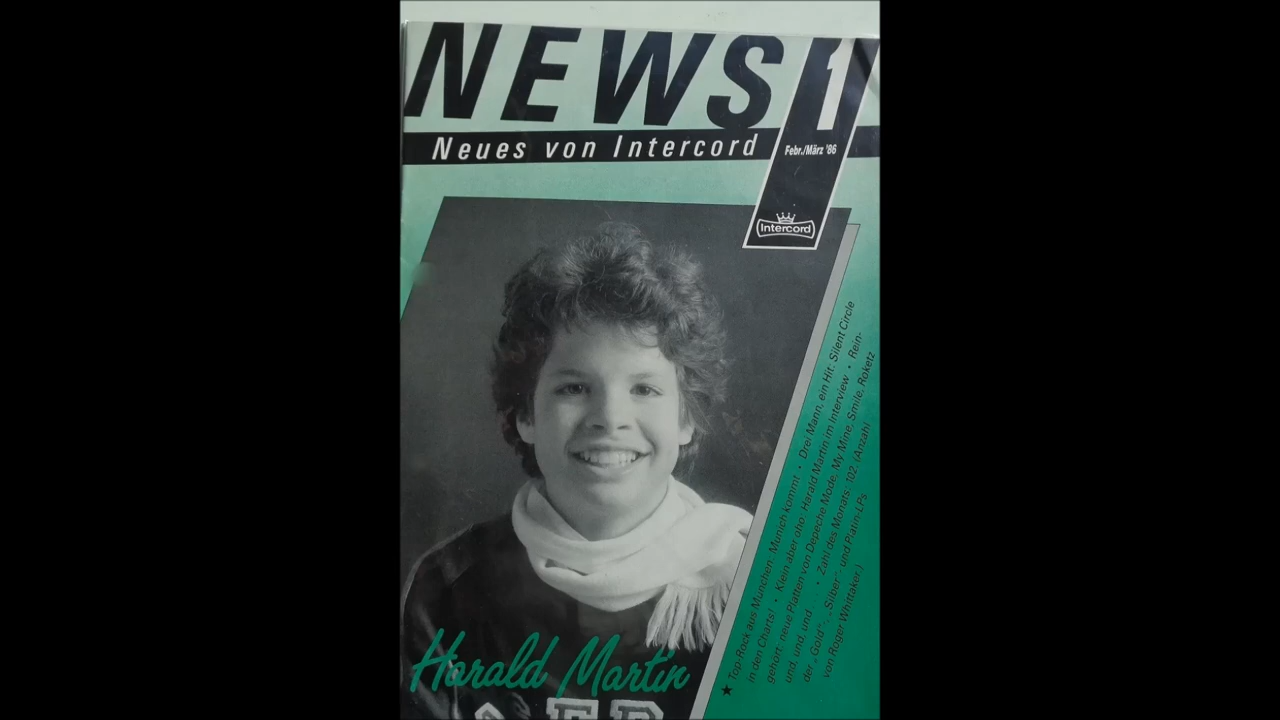 NEWS 1
Neues von Intercord
Febr./März '86
Intercord
★ Top-Rock aus München: Munich kommt • Drei Mann, ein Hit: Silent Circle
in den Charts! • Klein aber oho: Harald Martin im Interview • Rein-
gehört: neue Platten von Depeche Mode, My Mine, Smile, Roketz
und, und, und • Zahl des Monats: 102. (Anzahl
der „Gold"-, „Silber"- und Platin-LPs
von Roger Whittaker.)
Harald Martin